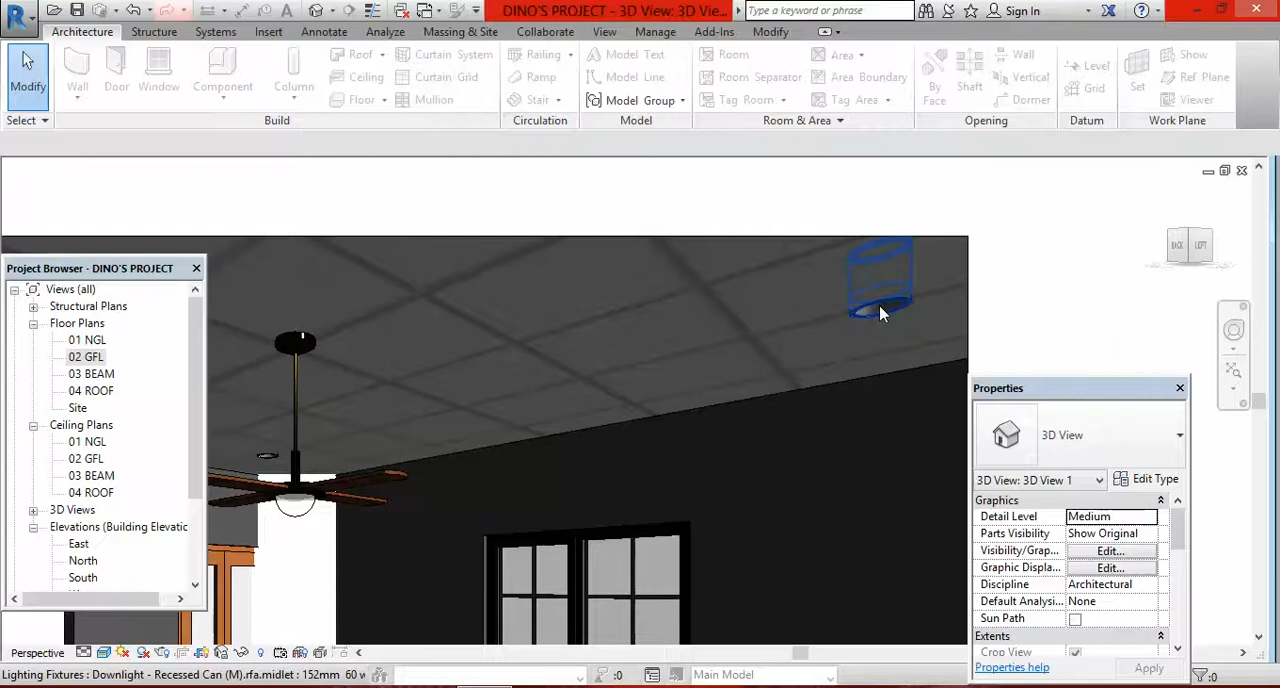 DINO'S PROJECT - 3D View: 3D Vie...
Type a keyword or phrase
Sign In
Architecture
Structure
Systems
Insert
Annotate
Analyze
Massing & Site
Collaborate
View
Manage
Add-Ins
Modify
Modify
Wall
Door
Window
Component
Column
Roof
Ceiling
Floor
Curtain System
Curtain Grid
Mullion
Railing
Ramp
Stair
Model Text
Model Line
Model Group
Room
Room Separator
Tag Room
Area
Area Boundary
Tag Area
By
Face
Shaft
Wall
Vertical
Dormer
Level
Grid
Set
Show
Ref Plane
Viewer
Select
Build
Circulation
Model
Room & Area
Opening
Datum
Work Plane
BACK
LEFT
Project Browser - DINO'S PROJECT
Views (all)
Structural Plans
Floor Plans
01 NGL
02 GFL
03 BEAM
04 ROOF
Site
Ceiling Plans
01 NGL
02 GFL
03 BEAM
04 ROOF
3D Views
Elevations (Building Elevatic
East
North
South
Properties
3D View
3D View: 3D View 1
Edit Type
Graphics
Detail Level Medium
Parts Visibility Show Original
Visibility/Grap... Edit...
Graphic Displa... Edit...
Discipline Architectural
Default Analysi... None
Sun Path
Extents
Crop View
Properties help
Apply
Perspective
Lighting Fixtures : Downlight - Recessed Can (M).rfa.midlet : 152mm 60 w
:0
Main Model
:0